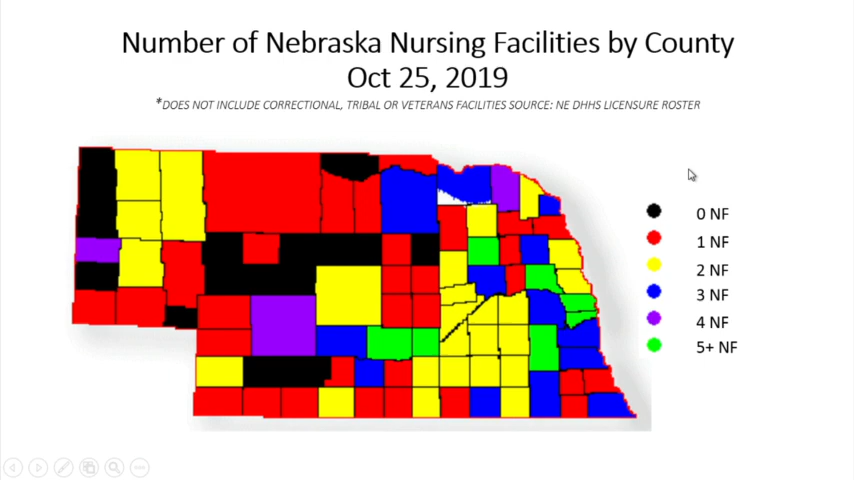 Number of Nebraska Nursing Facilities by County
Oct 25, 2019
*DOES NOT INCLUDE CORRECTIONAL, TRIBAL OR VETERANS FACILITIES SOURCE: NE DHHS LICENSURE ROSTER
0 NF
1 NF
2 NF
3 NF
4 NF
5+ NF